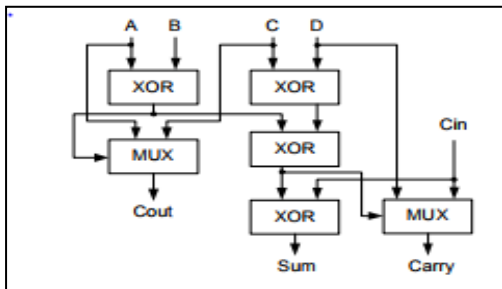 A B C D
XOR XOR
Cin
XOR
MUX
XOR MUX
Cout
Sum Carry